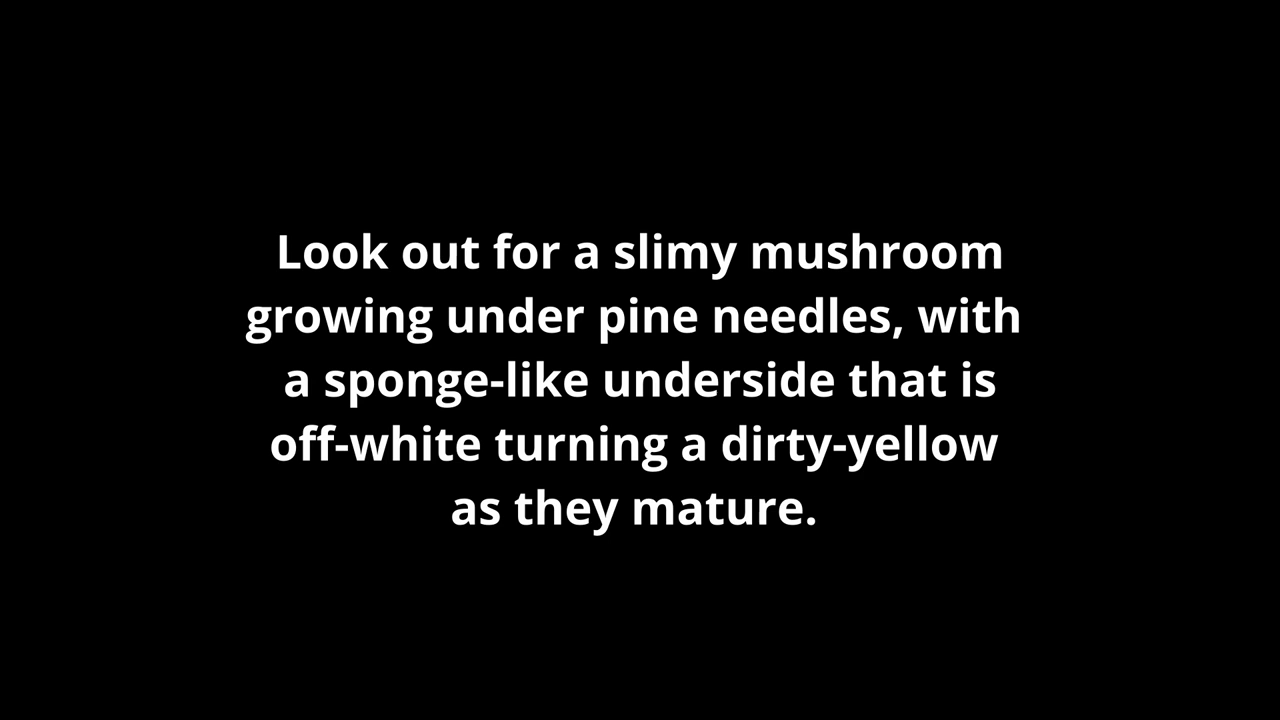 Look out for a slimy mushroom
growing under pine needles, with
a sponge-like underside that is
off-white turning a dirty-yellow
as they mature.